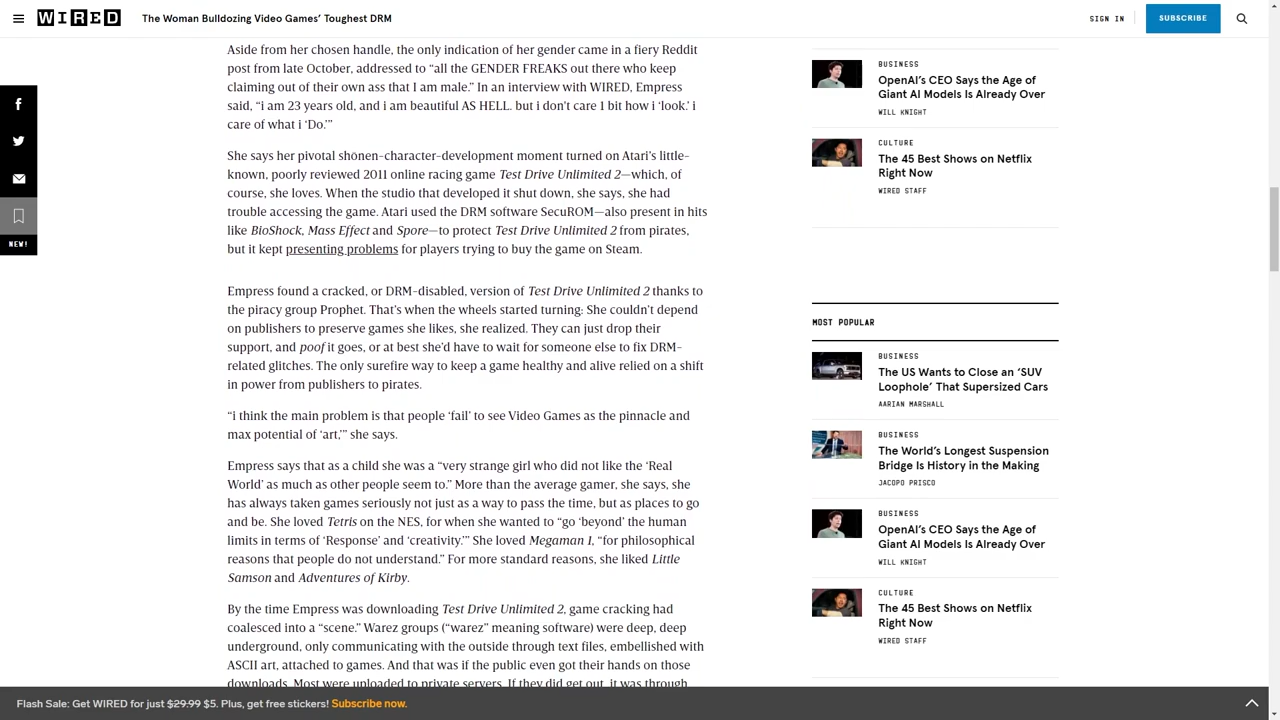 WIRED
The Woman Bulldozing Video Games’ Toughest DRM
SIGN IN
SUBSCRIBE
NEW!
Aside from her chosen handle, the only indication of her gender came in a fiery Reddit
post from late October, addressed to “all the GENDER FREAKS out there who keep
claiming out of their own ass that I am male.” In an interview with WIRED, Empress
said, “i am 23 years old, and i am beautiful AS HELL. but i don’t care 1 bit how i ‘look.’ i
care of what i ‘Do.’”
She says her pivotal shōnen-character-development moment turned on Atari’s little-
known, poorly reviewed 2011 online racing game Test Drive Unlimited 2—which, of
course, she loves. When the studio that developed it shut down, she says, she had
trouble accessing the game. Atari used the DRM software SecuROM—also present in hits
like BioShock, Mass Effect and Spore—to protect Test Drive Unlimited 2 from pirates,
but it kept presenting problems for players trying to buy the game on Steam.
Empress found a cracked, or DRM-disabled, version of Test Drive Unlimited 2 thanks to
the piracy group Prophet. That’s when the wheels started turning: She couldn’t depend
on publishers to preserve games she likes, she realized. They can just drop their
support, and poof it goes, or at best she’d have to wait for someone else to fix DRM-
related glitches. The only surefire way to keep a game healthy and alive relied on a shift
in power from publishers to pirates.
“i think the main problem is that people ‘fail’ to see Video Games as the pinnacle and
max potential of ‘art,’” she says.
Empress says that as a child she was a “very strange girl who did not like the ‘Real
World’ as much as other people seem to.” More than the average gamer, she says, she
has always taken games seriously not just as a way to pass the time, but as places to go
and be. She loved Tetris on the NES, for when she wanted to “go ‘beyond’ the human
limits in terms of ‘Response’ and ‘creativity.’” She loved Megaman 1, “for philosophical
reasons that people do not understand.” For more standard reasons, she liked Little
Samson and Adventures of Kirby.
By the time Empress was downloading Test Drive Unlimited 2, game cracking had
coalesced into a “scene.” Warez groups (“warez” meaning software) were deep, deep
underground, only communicating with the outside through text files, embellished with
ASCII art, attached to games. And that was if the public even got their hands on those
downloads. Most were uploaded to private servers. If they did get out, it was through
BUSINESS
OpenAI’s CEO Says the Age of
Giant AI Models Is Already Over
WILL KNIGHT
CULTURE
The 45 Best Shows on Netflix
Right Now
WIRED STAFF
MOST POPULAR
BUSINESS
The US Wants to Close an ‘SUV
Loophole’ That Supersized Cars
AARIAN MARSHALL
BUSINESS
The World’s Longest Suspension
Bridge Is History in the Making
JACOPO PRISCO
BUSINESS
OpenAI’s CEO Says the Age of
Giant AI Models Is Already Over
WILL KNIGHT
CULTURE
The 45 Best Shows on Netflix
Right Now
WIRED STAFF
Flash Sale: Get WIRED for just $29.99 $5. Plus, get free stickers! Subscribe now.